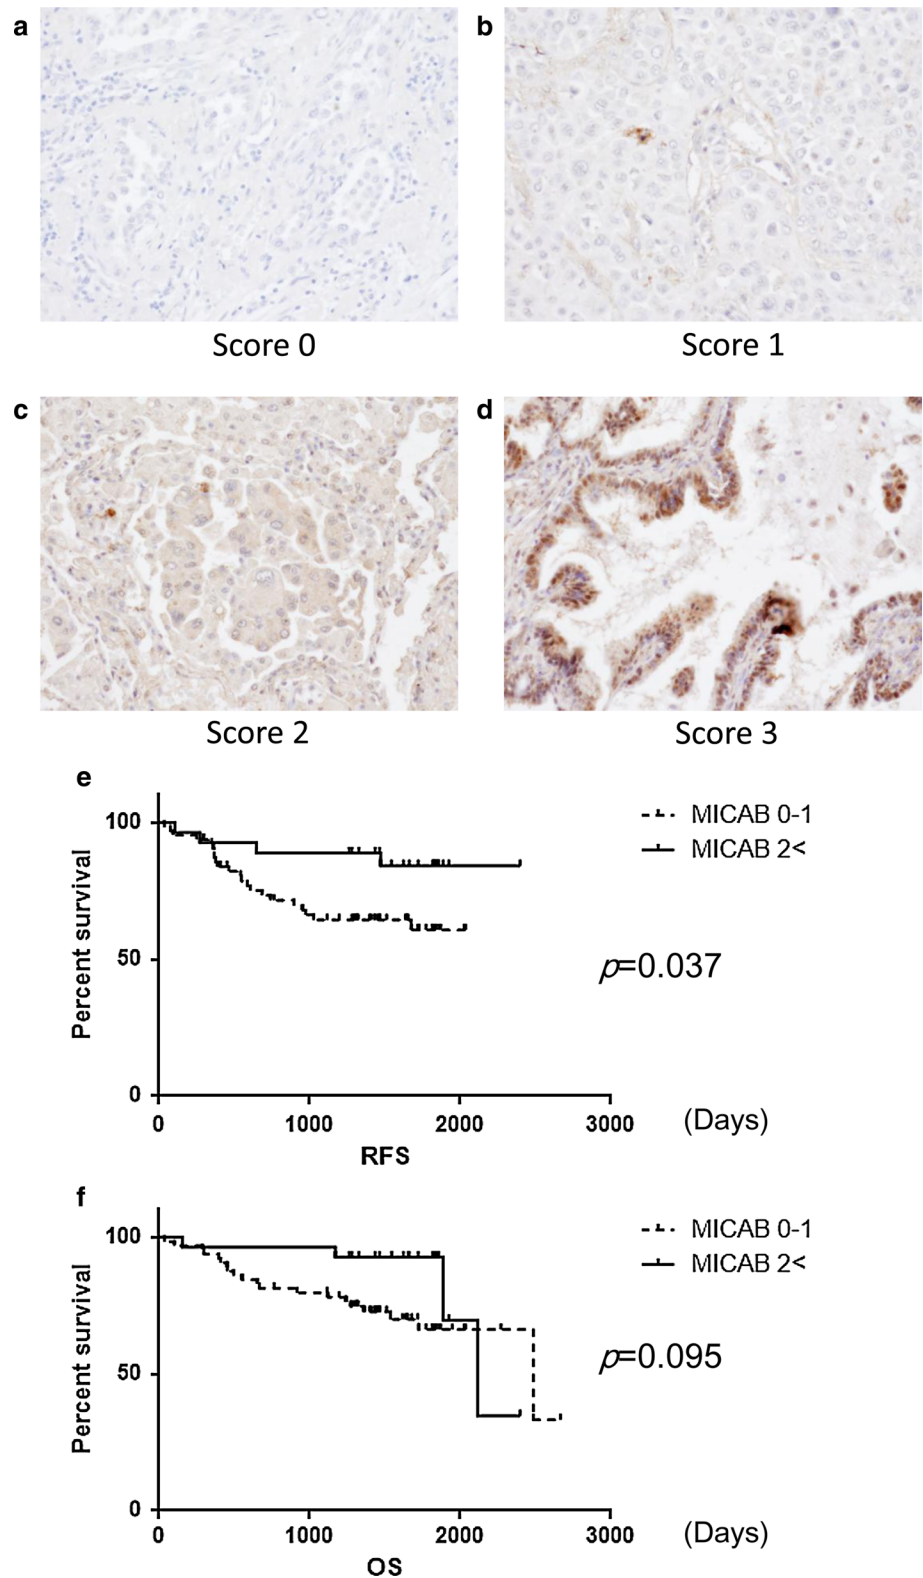 a
b
Score 0
Score 1
c
d
Score 2
Score 3
e
100
50
0
Percent survival
0 1000 2000 3000 (Days)
RFS
MICAB 0-1
MICAB 2<
p=0.037
f
100
50
0
Percent survival
0 1000 2000 3000 (Days)
OS
MICAB 0-1
MICAB 2<
p=0.095